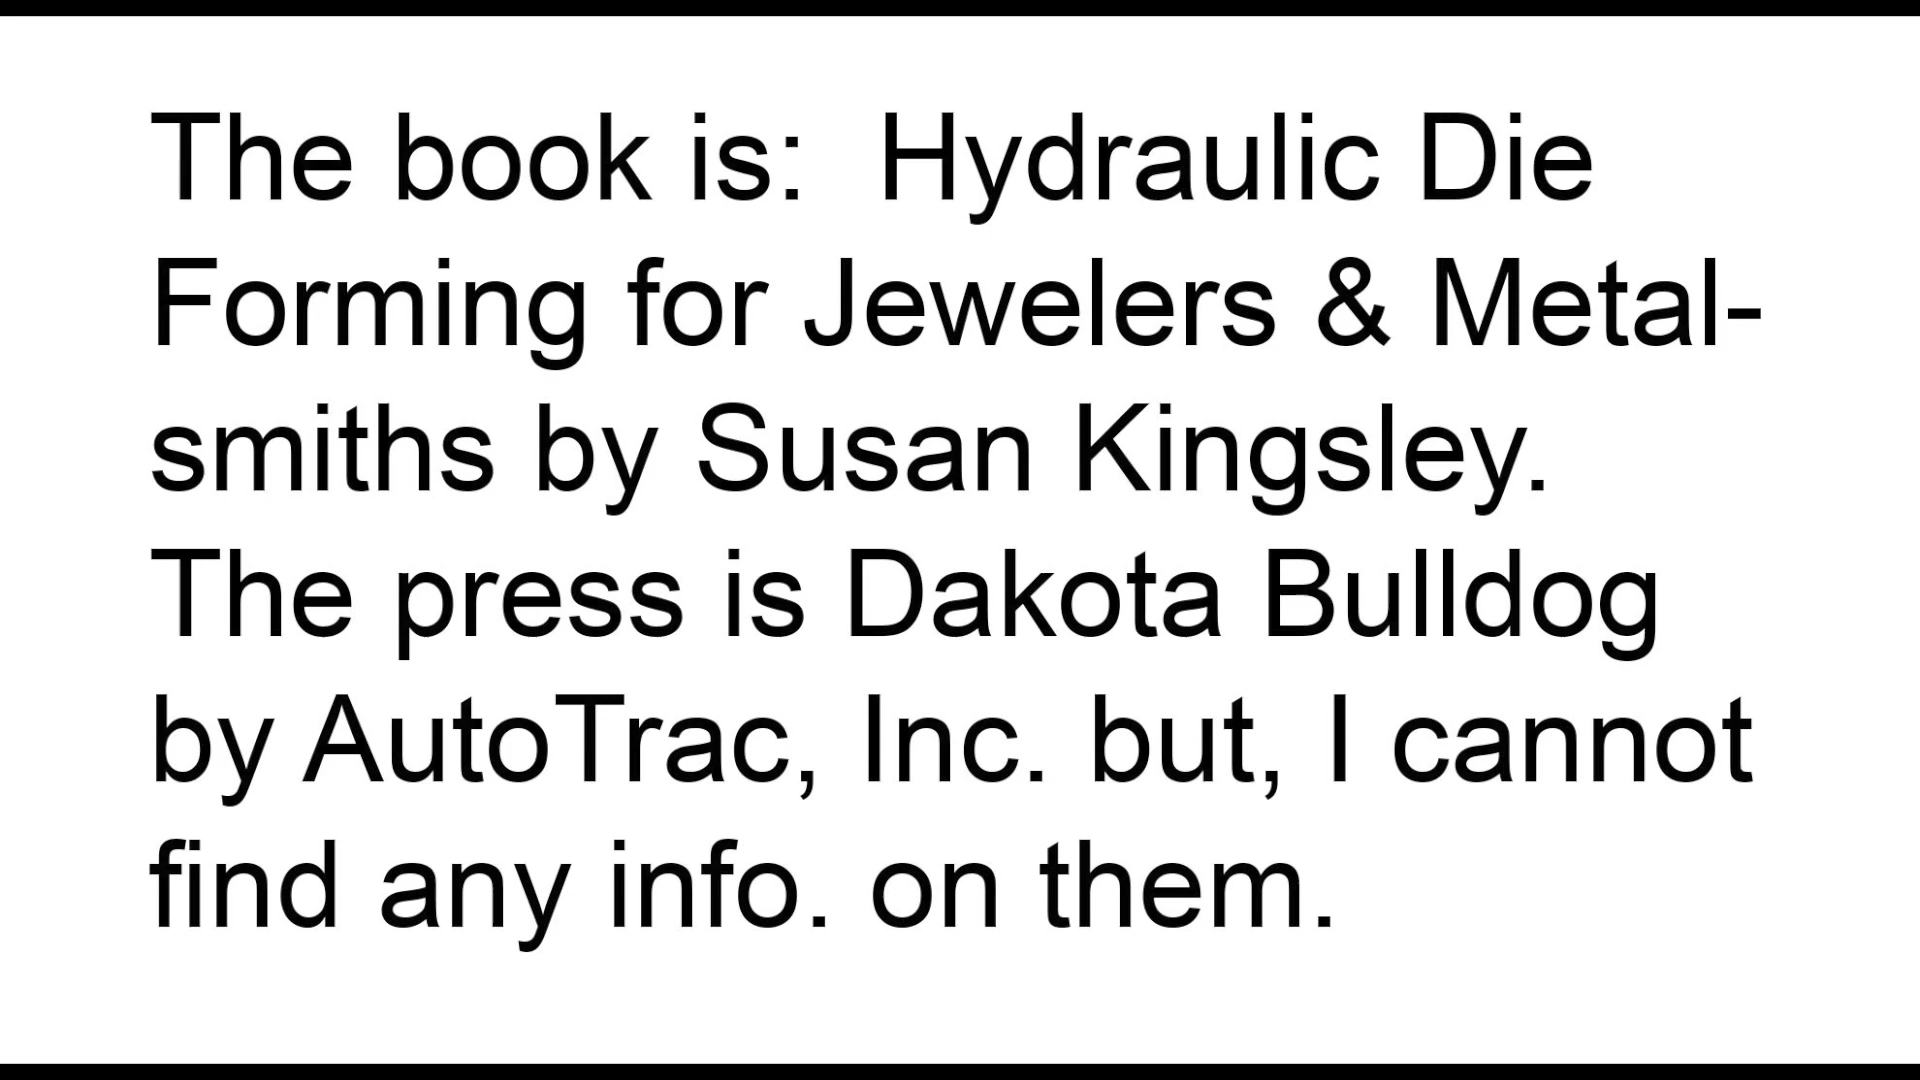 The book is:  Hydraulic Die
Forming for Jewelers & Metal-
smiths by Susan Kingsley.
The press is Dakota Bulldog
by AutoTrac, Inc. but, I cannot
find any info. on them.